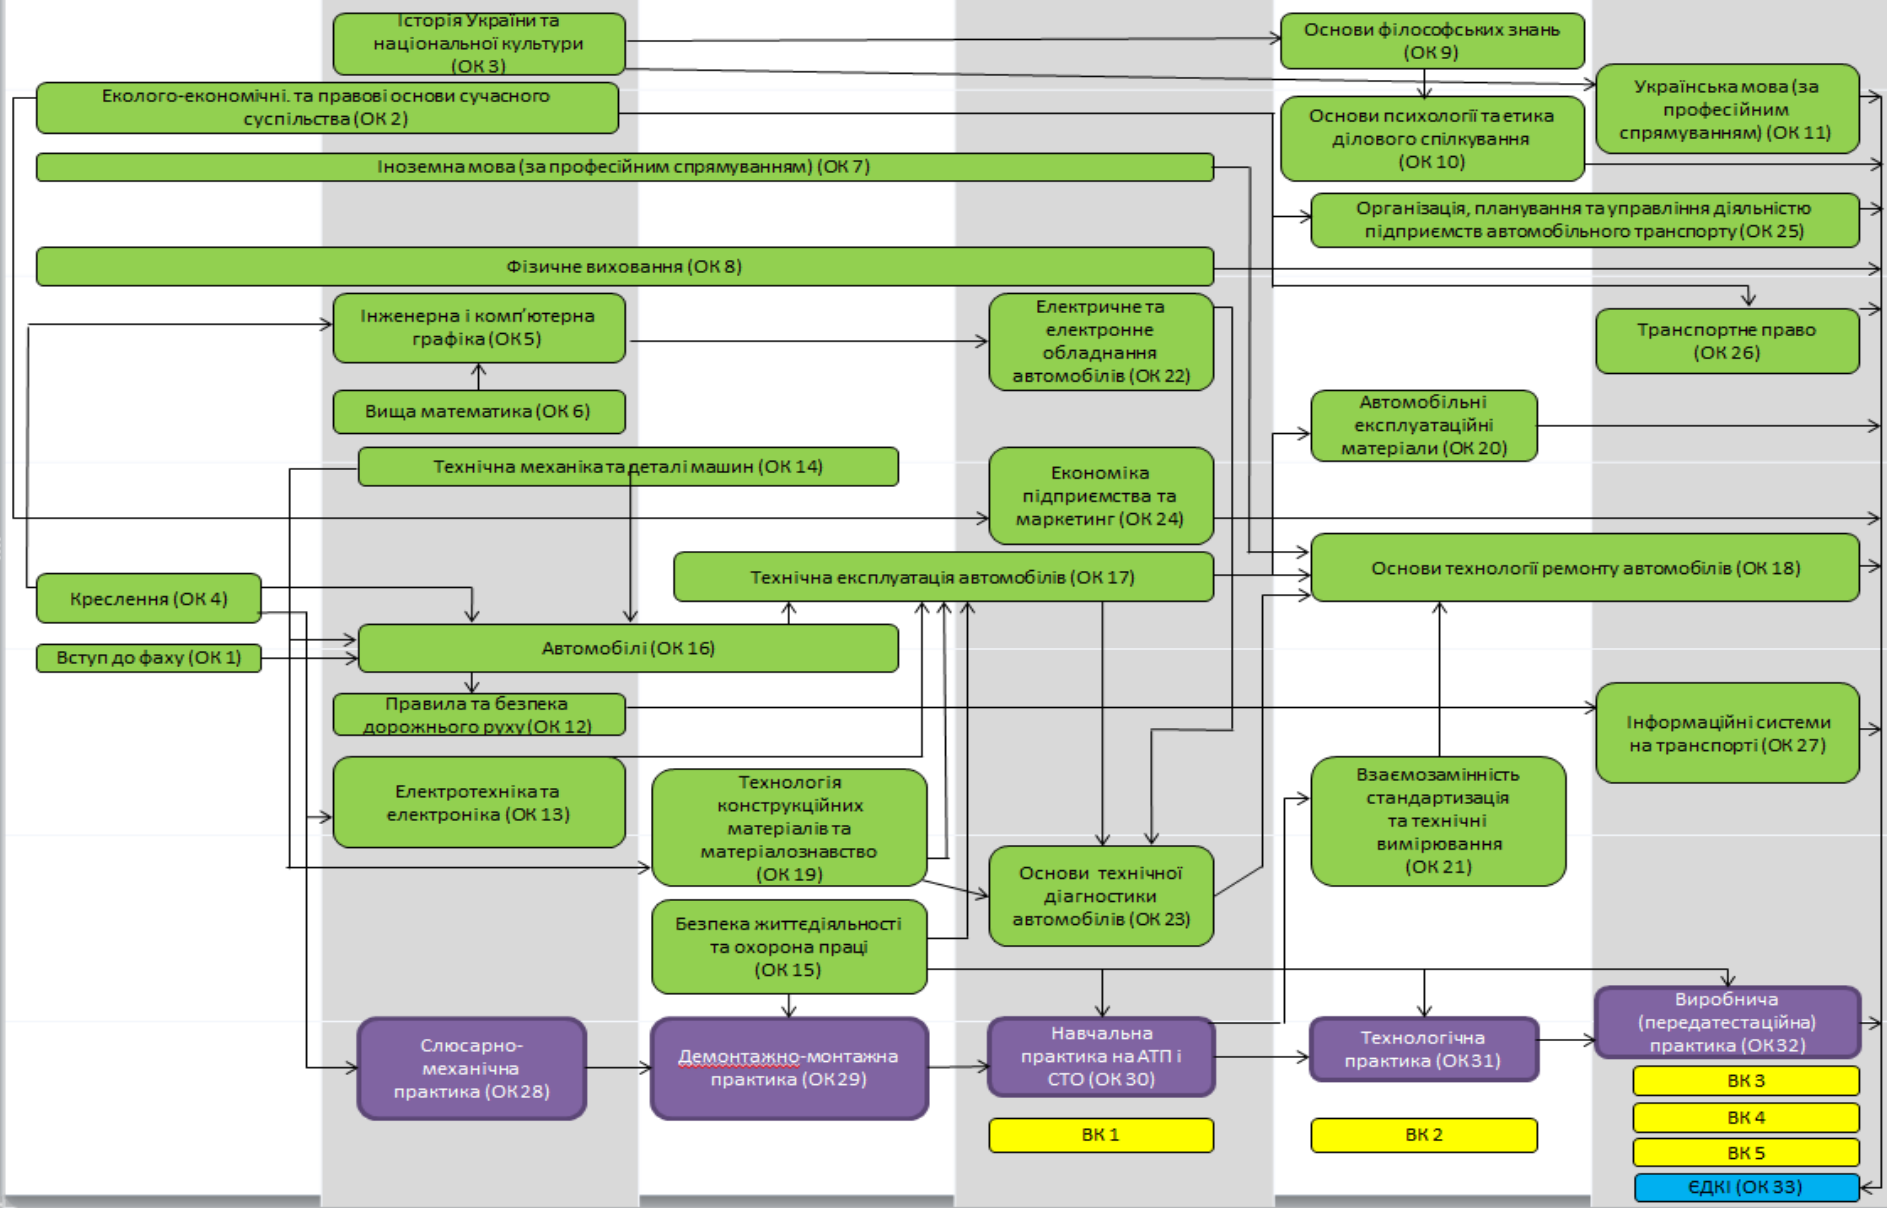 Історія України та
національної культури
(ОК 3)
Основи філософських знань
(ОК 9)
Еколого-економічні. та правові основи сучасного
суспільства (ОК 2)
Українська мова (за
професійним
спрямуванням) (ОК 11)
Основи психології та етика
ділового спілкування
(ОК 10)
Іноземна мова (за професійним спрямуванням) (ОК 7)
Організація, планування та управління діяльністю
підприємств автомобільного транспорту (ОК 25)
Фізичне виховання (ОК 8)
Інженерна і комп’ютерна
графіка (ОК 5)
Електричне та
електронне
обладнання
автомобілів (ОК 22)
Транспортне право
(ОК 26)
Вища математика (ОК 6)
Автомобільні
експлуатаційні
матеріали (ОК 20)
Технічна механіка та деталі машин (ОК 14)
Економіка
підприємства та
маркетинг (ОК 24)
Технічна експлуатація автомобілів (ОК 17)
Основи технології ремонту автомобілів (ОК 18)
Креслення (ОК 4)
Вступ до фаху (ОК 1)
Автомобілі (ОК 16)
Правила та безпека
дорожнього руху (ОК 12)
Інформаційні системи
на транспорті (ОК 27)
Електротехніка та
електроніка (ОК 13)
Технологія
конструкційних
матеріалів та
матеріалознавство
(ОК 19)
Взаємозамінність
стандартизація
та технічні
вимірювання
(ОК 21)
Основи технічної
діагностики
автомобілів (ОК 23)
Безпека життєдіяльності
та охорона праці
(ОК 15)
Слюсарно-
механічна
практика (ОК 28)
Демонтажно-монтажна
практика (ОК 29)
Навчальна
практика на АТП і
СТО (ОК 30)
Технологічна
практика (ОК 31)
Виробнича
(передатестаційна)
практика (ОК 32)
ВК 1
ВК 2
ВК 3
ВК 4
ВК 5
ЄДКІ (ОК 33)